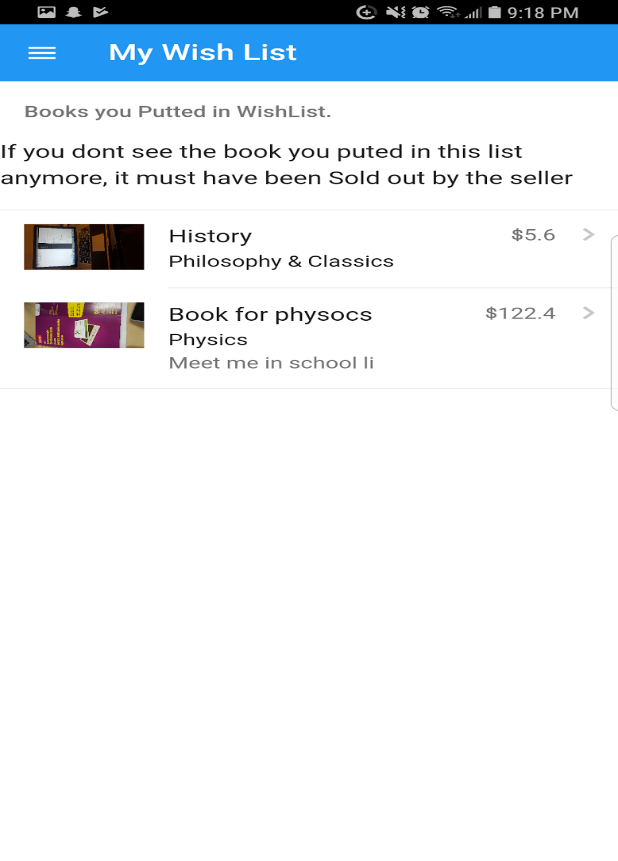 9:18 PM
My Wish List
Books you Putted in WishList.
If you dont see the book you puted in this list
anymore, it must have been Sold out by the seller
History
$5.6
Philosophy & Classics
Book for physocs
$122.4
Physics
Meet me in school li